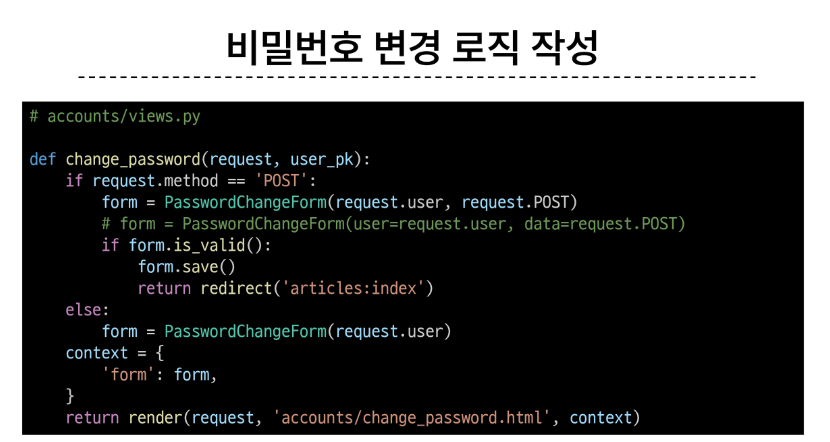 비밀번호 변경 로직 작성
# accounts/views.py
def change_password(request, user_pk):
    if request.method == 'POST':
        form = PasswordChangeForm(request.user, request.POST)
        # form = PasswordChangeForm(user=request.user, data=request.POST)
        if form.is_valid():
            form.save()
            return redirect('articles:index')
    else:
        form = PasswordChangeForm(request.user)
    context = {
        'form': form,
    }
    return render(request, 'accounts/change_password.html', context)